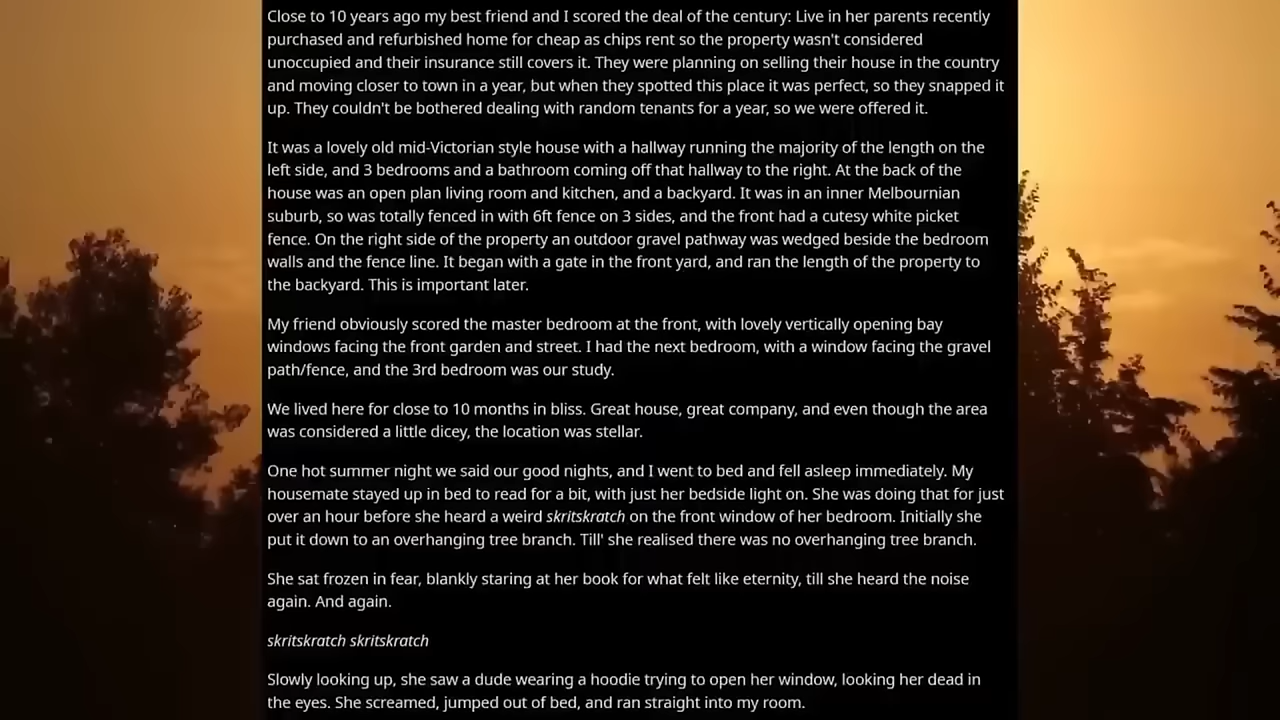 Close to 10 years ago my best friend and I scored the deal of the century: Live in her parents recently
purchased and refurbished home for cheap as chips rent so the property wasn't considered
unoccupied and their insurance still covers it. They were planning on selling their house in the country
and moving closer to town in a year, but when they spotted this place it was perfect, so they snapped it
up. They couldn't be bothered dealing with random tenants for a year, so we were offered it.
It was a lovely old mid-Victorian style house with a hallway running the majority of the length on the
left side, and 3 bedrooms and a bathroom coming off that hallway to the right. At the back of the
house was an open plan living room and kitchen, and a backyard. It was in an inner Melbournian
suburb, so was totally fenced in with 6ft fence on 3 sides, and the front had a cutesy white picket
fence. On the right side of the property an outdoor gravel pathway was wedged beside the bedroom
walls and the fence line. It began with a gate in the front yard, and ran the length of the property to
the backyard. This is important later.
My friend obviously scored the master bedroom at the front, with lovely vertically opening bay
windows facing the front garden and street. I had the next bedroom, with a window facing the gravel
path/fence, and the 3rd bedroom was our study.
We lived here for close to 10 months in bliss. Great house, great company, and even though the area
was considered a little dicey, the location was stellar.
One hot summer night we said our good nights, and I went to bed and fell asleep immediately. My
housemate stayed up in bed to read for a bit, with just her bedside light on. She was doing that for just
over an hour before she heard a weird skritskratch on the front window of her bedroom. Initially she
put it down to an overhanging tree branch. Till' she realised there was no overhanging tree branch.
She sat frozen in fear, blankly staring at her book for what felt like eternity, till she heard the noise
again. And again.
skritskratch skritskratch
Slowly looking up, she saw a dude wearing a hoodie trying to open her window, looking her dead in
the eyes. She screamed, jumped out of bed, and ran straight into my room.